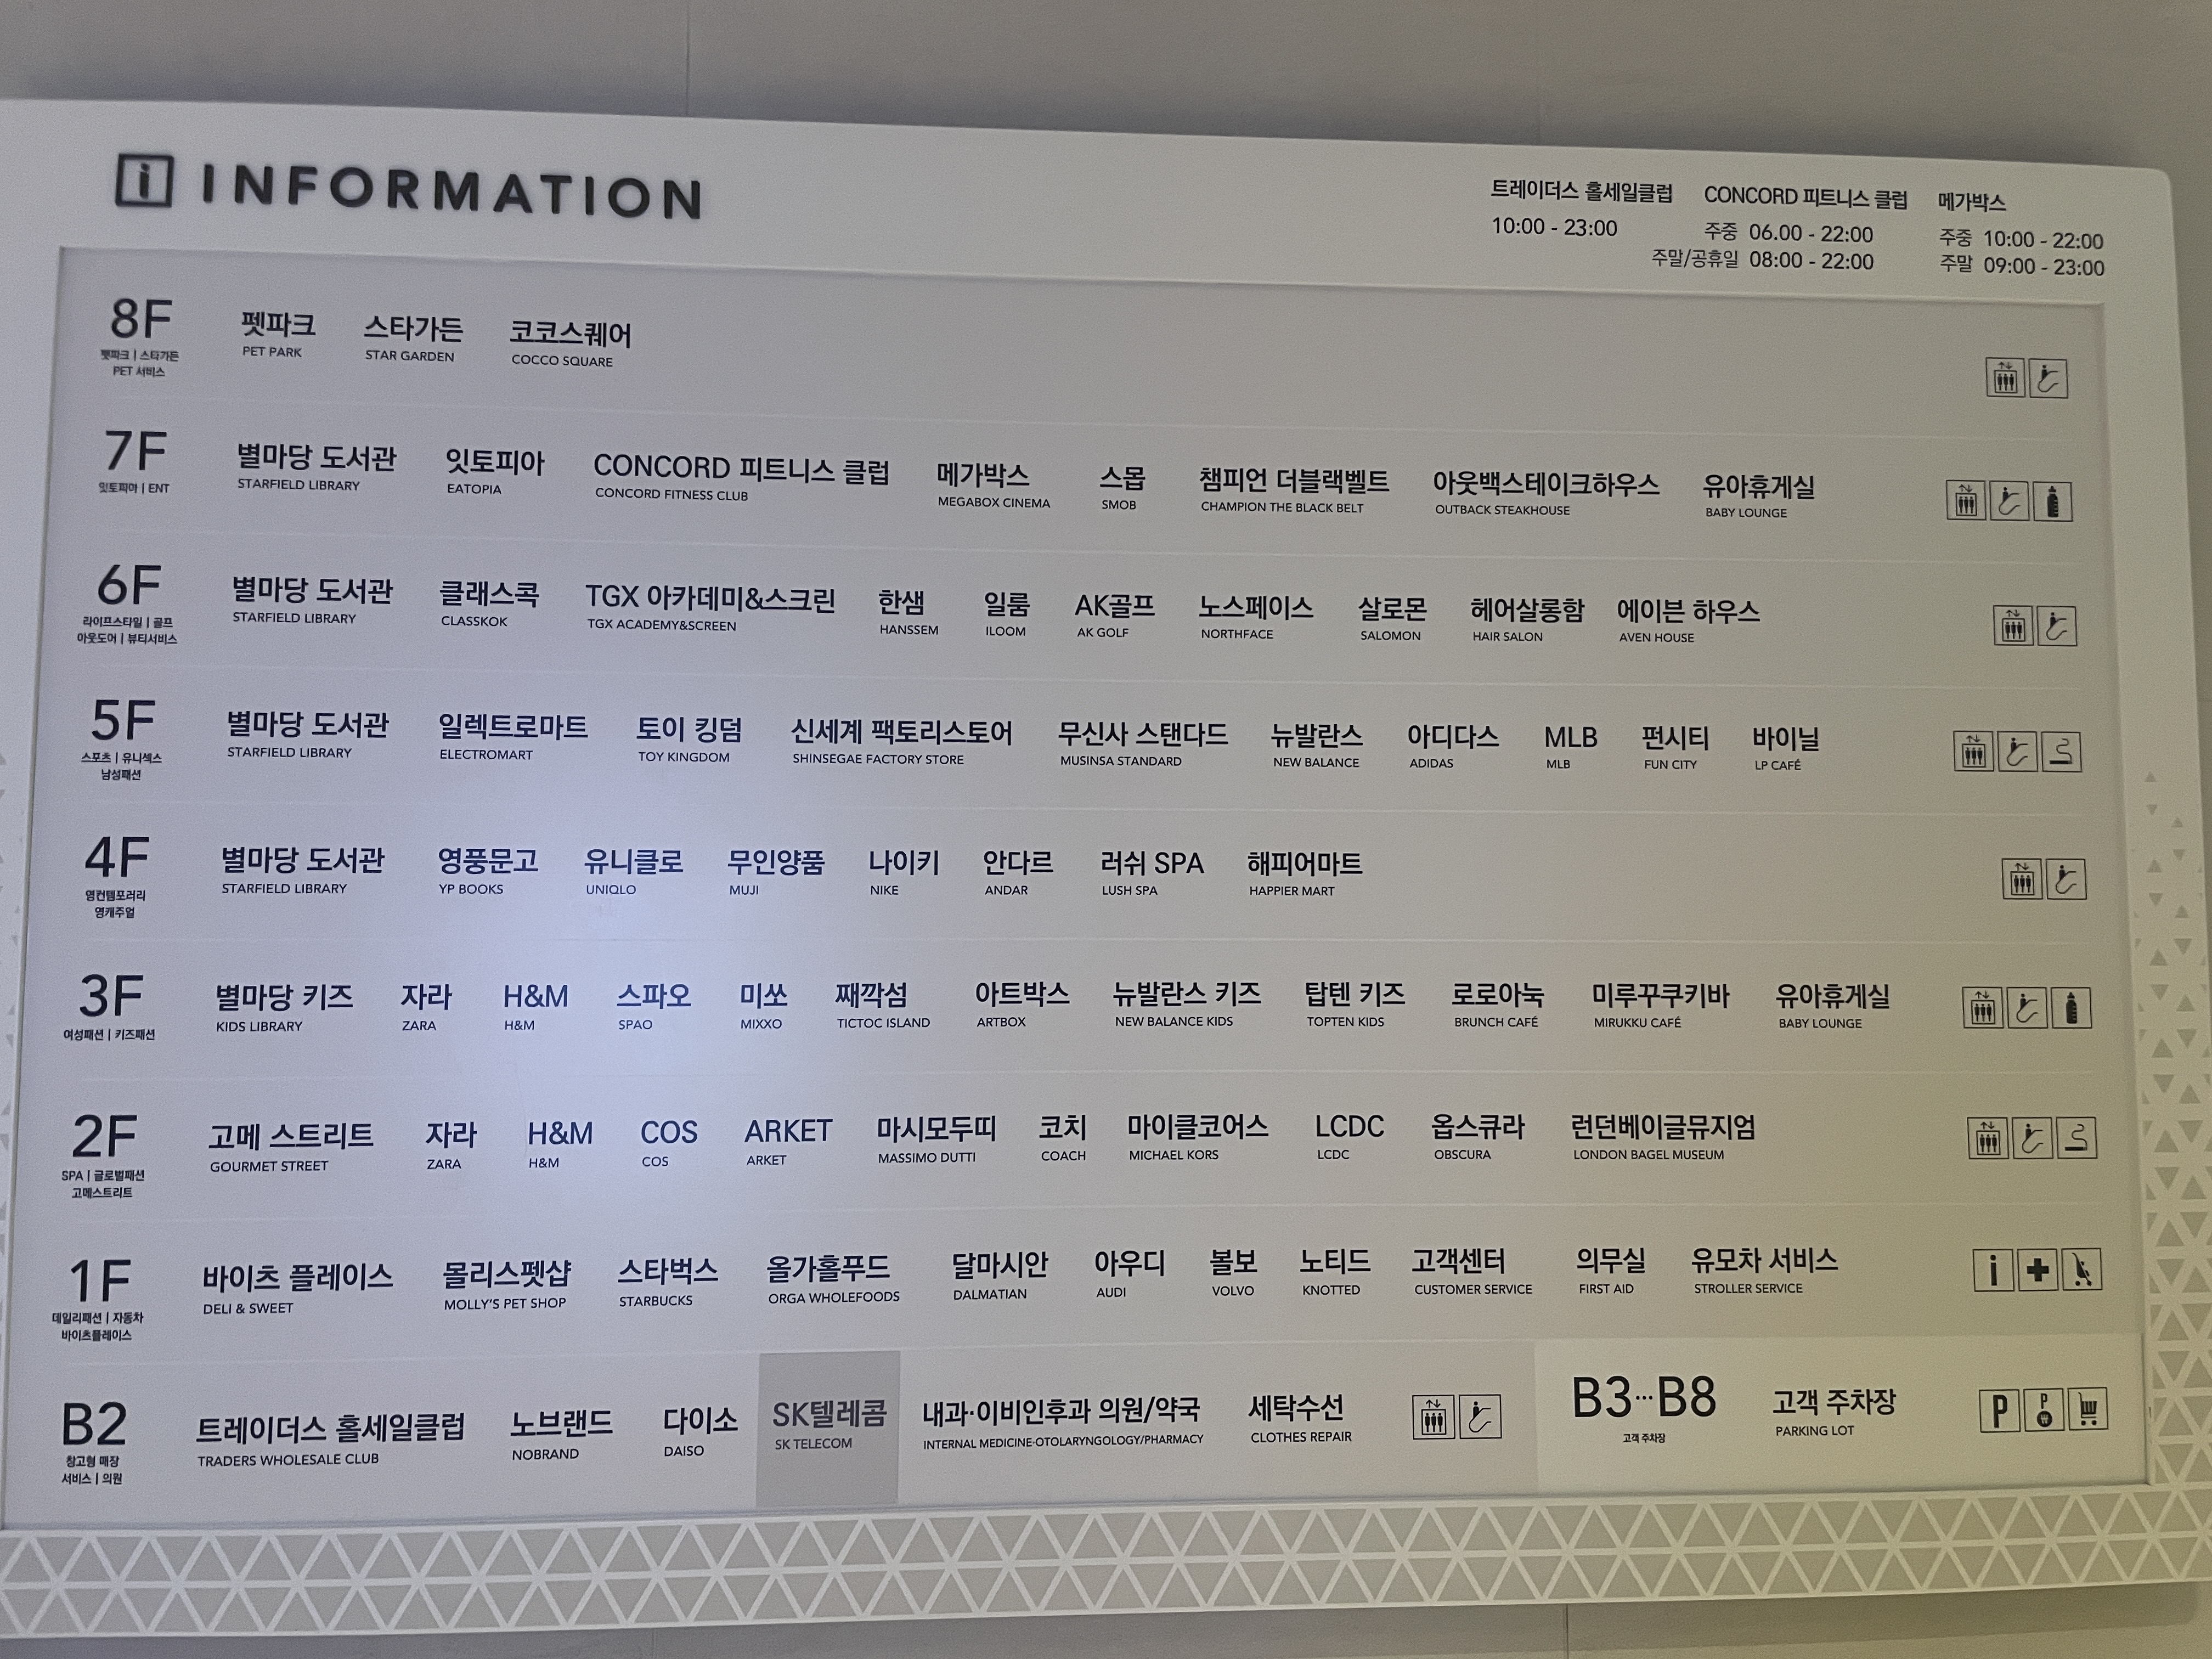 i INFORMATION
트레이더스 홀세일클럽 CONCORD 피트니스 클럽 메가박스
10:00 - 23:00 주중 06.00 - 22:00 주중 10:00 - 22:00
주말/공휴일 08:00 - 22:00 주말 09:00 - 23:00
8F 펫파크 스타가든 코코스퀘어
PET PARK STAR GARDEN COCCO SQUARE
펫파크 | 스타가든
PET 서비스
7F 별마당 도서관 잇토피아 CONCORD 피트니스 클럽 메가박스 스몹 챔피언 더블랙벨트 아웃백스테이크하우스 유아휴게실
STARFIELD LIBRARY EATOPIA CONCORD FITNESS CLUB MEGABOX CINEMA SMOB CHAMPION THE BLACK BELT OUTBACK STEAKHOUSE BABY LOUNGE
잇토피아 | ENT
6F 별마당 도서관 클래스콕 TGX 아카데미&스크린 한샘 일룸 AK골프 노스페이스 살로몬 헤어살롱함 에이븐 하우스
STARFIELD LIBRARY CLASSKOK TGX ACADEMY&SCREEN HANSSEM ILOOM AK GOLF NORTHFACE SALOMON HAIR SALON AVEN HOUSE
라이프스타일 | 골프
아웃도어 | 뷰티서비스
5F 별마당 도서관 일렉트로마트 토이 킹덤 신세계 팩토리스토어 무신사 스탠다드 뉴발란스 아디다스 MLB 펀시티 바이닐
STARFIELD LIBRARY ELECTROMART TOY KINGDOM SHINSEGAE FACTORY STORE MUSINSA STANDARD NEW BALANCE ADIDAS MLB FUN CITY LP CAFÉ
스포츠 | 유니섹스
남성패션
4F 별마당 도서관 영풍문고 유니클로 무인양품 나이키 안다르 러쉬 SPA 해피어마트
STARFIELD LIBRARY YP BOOKS UNIQLO MUJI NIKE ANDAR LUSH SPA HAPPIER MART
영컨템포러리
영캐주얼
3F 별마당 키즈 자라 H&M 스파오 미쏘 째깍섬 아트박스 뉴발란스 키즈 탑텐 키즈 로로아눅 미루꾸쿠키바 유아휴게실
KIDS LIBRARY ZARA H&M SPAO MIXXO TICTOC ISLAND ARTBOX NEW BALANCE KIDS TOPTEN KIDS BRUNCH CAFÉ MIRUKKU CAFÉ BABY LOUNGE
여성패션 | 키즈패션
2F 고메 스트리트 자라 H&M COS ARKET 마시모두띠 코치 마이클코어스 LCDC 옵스큐라 런던베이글뮤지엄
GOURMET STREET ZARA H&M COS ARKET MASSIMO DUTTI COACH MICHAEL KORS LCDC OBSCURA LONDON BAGEL MUSEUM
SPA | 글로벌패션
고메스트리트
1F 바이츠 플레이스 몰리스펫샵 스타벅스 올가홀푸드 달마시안 아우디 볼보 노티드 고객센터 의무실 유모차 서비스
DELI & SWEET MOLLY'S PET SHOP STARBUCKS ORGA WHOLEFOODS DALMATIAN AUDI VOLVO KNOTTED CUSTOMER SERVICE FIRST AID STROLLER SERVICE
데일리패션 | 자동차
바이츠플레이스
B2 트레이더스 홀세일클럽 노브랜드 다이소 SK텔레콤 내과·이비인후과 의원/약국 세탁수선 B3···B8 고객 주차장 P P
TRADERS WHOLESALE CLUB NOBRAND DAISO SK TELECOM INTERNAL MEDICINE·OTOLARYNGOLOGY/PHARMACY CLOTHES REPAIR 고객 주차장 PARKING LOT
창고형 매장
서비스 | 의원